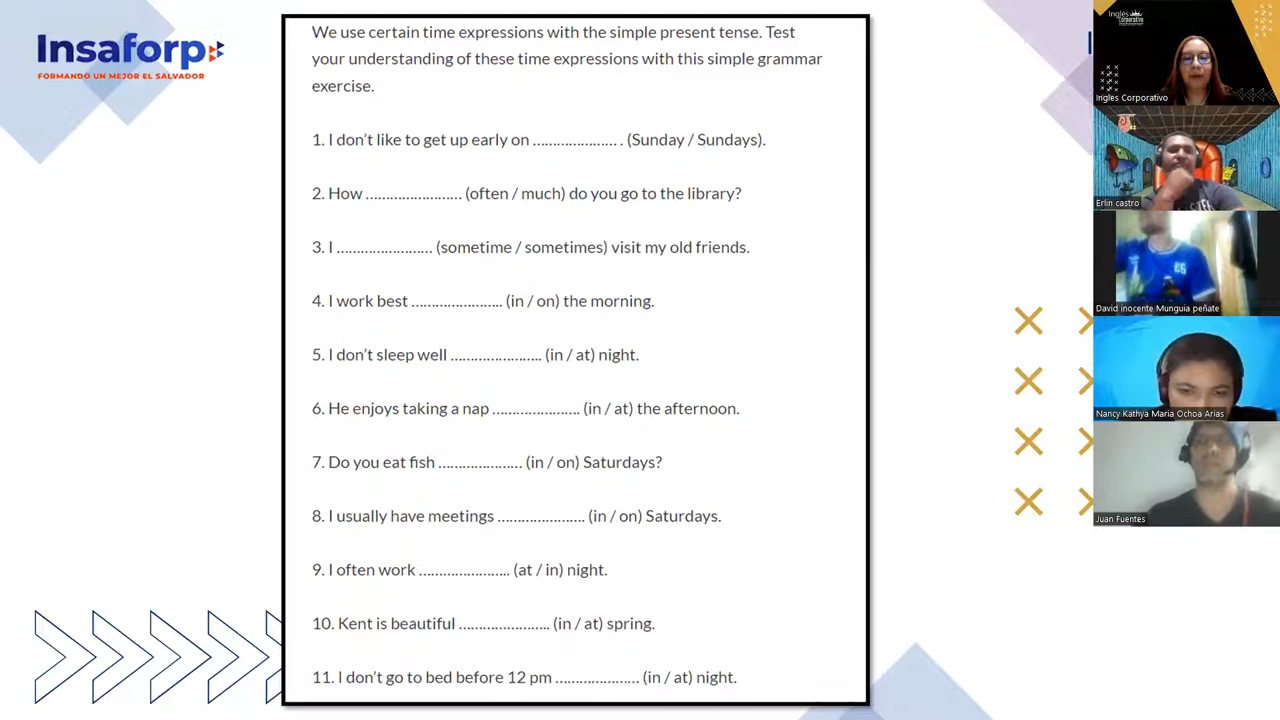 Insaforp
FORMANDO UN MEJOR EL SALVADOR
We use certain time expressions with the simple present tense. Test
your understanding of these time expressions with this simple grammar
exercise.
1. I don't like to get up early on ………………… . (Sunday / Sundays).
2. How …………………… (often / much) do you go to the library?
3. I …………………… (sometime / sometimes) visit my old friends.
4. I work best ………………….. (in / on) the morning.
5. I don't sleep well ………………….. (in / at) night.
6. He enjoys taking a nap …………………. (in / at) the afternoon.
7. Do you eat fish ………………… (in / on) Saturdays?
8. I usually have meetings …………………. (in / on) Saturdays.
9. I often work ………………….. (at / in) night.
10. Kent is beautiful ………………….. (in / at) spring.
11. I don't go to bed before 12 pm ………………… (in / at) night.
Inglés
Corporativo
Ingles Corporativo
Erlin castro
David inocente Munguia peñate
Nancy Kathya Maria Ochoa Arias
Juan Fuentes